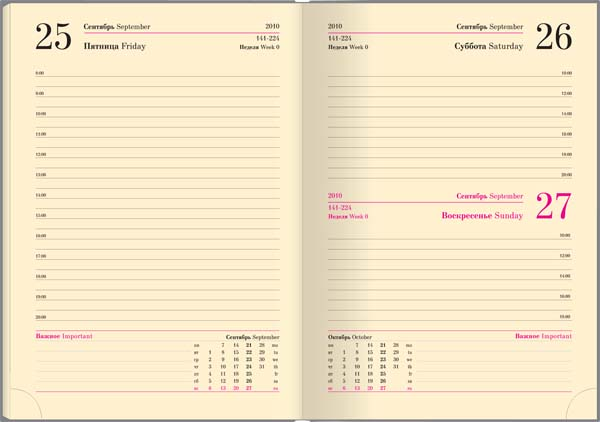 25
Сентябрь September 2010
141-224
Пятница Friday
Неделя Week 0
8:00
9:00
10:00
11:00
12:00
13:00
14:00
15:00
16:00
17:00
18:00
19:00
20:00
Важное Important
Сентябрь September
пн 7 14 21 28 mo
вт 1 8 15 22 29 tu
ср 2 9 16 23 30 we
чт 3 10 17 24 31 th
пт 4 11 18 25 fr
сб 5 12 19 26 sa
вс 6 13 20 27 su
2010 Сентябрь September
26
141-224
Неделя Week 0
Суббота Saturday
10:00
12:00
14:00
16:00
18:00
20:00
2010 Сентябрь September
27
141-224
Неделя Week 0
Воскресенье Sunday
10:00
12:00
14:00
16:00
18:00
Октябрь October
Важное Important
пн 7 14 21 28 mo
вт 1 8 15 22 29 tu
ср 2 9 16 23 30 we
чт 3 10 17 24 31 th
пт 4 11 18 25 fr
сб 5 12 19 26 sa
вс 6 13 20 27 su